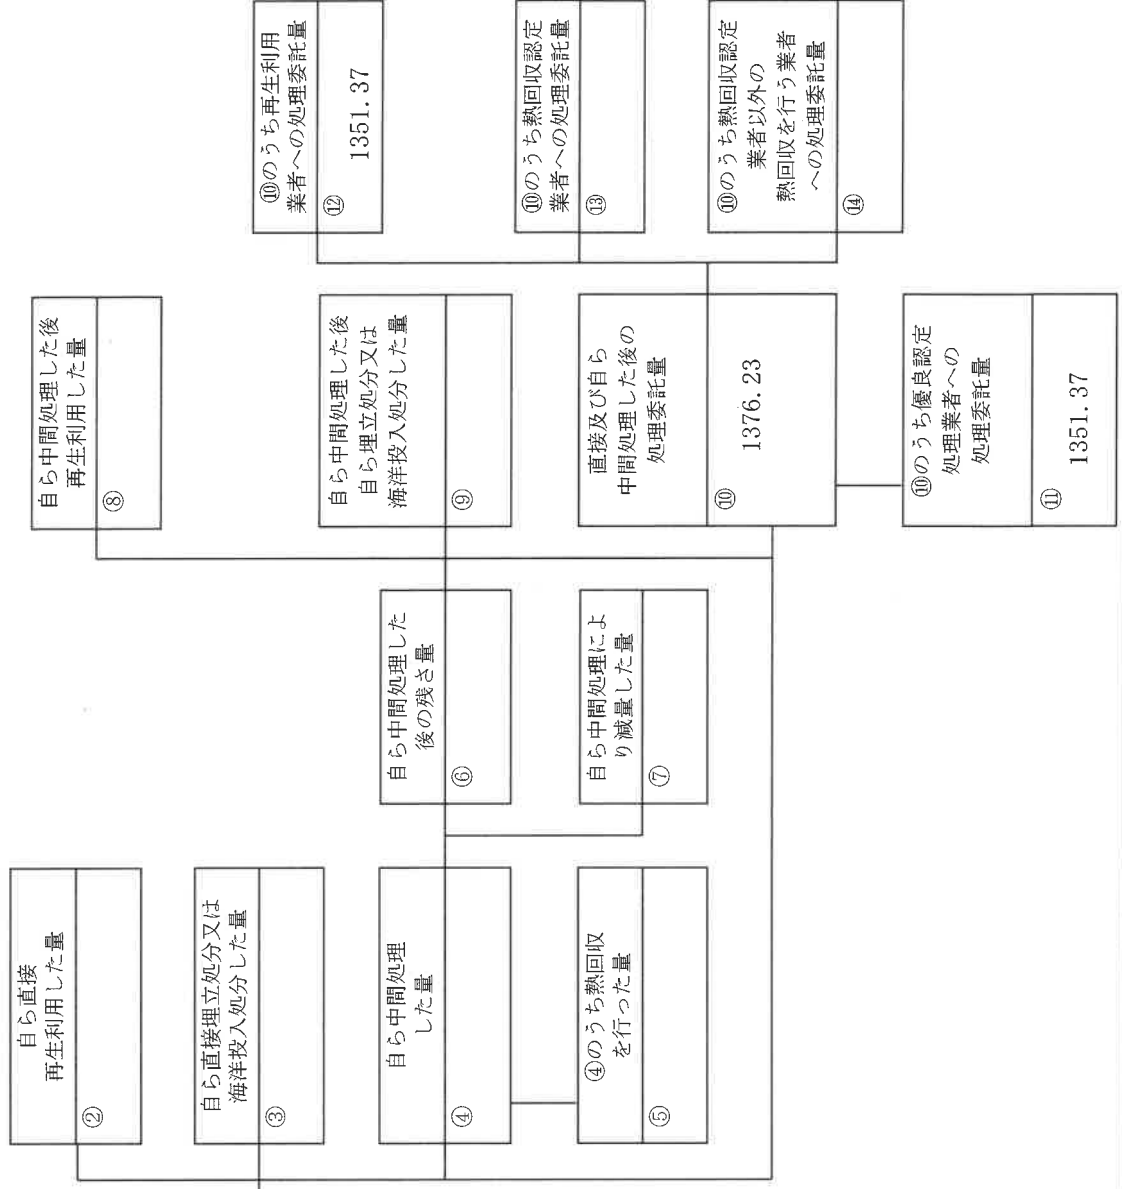 自ら直接
再生利用した量
②
自ら直接埋立処分又は
海洋投入処分した量
③
自ら中間処理
した量
④
④のうち熱回収
を行った量
⑤
自ら中間処理した
後の残さ量
⑥
自ら中間処理によ
り減量した量
⑦
自ら中間処理した後
再生利用した量
⑧
自ら中間処理した後
自ら埋立処分又は
海洋投入処分した量
⑨
直接及び自ら
中間処理した後の
処理委託量
⑩
1376.23
⑩のうち優良認定
処理業者への
処理委託量
⑪
1351.37
⑩のうち再生利用
業者への処理委託量
⑫
1351.37
⑩のうち熱回収認定
業者への処理委託量
⑬
⑩のうち熱回収認定
業者以外の
熱回収を行う業者
への処理委託量
⑭